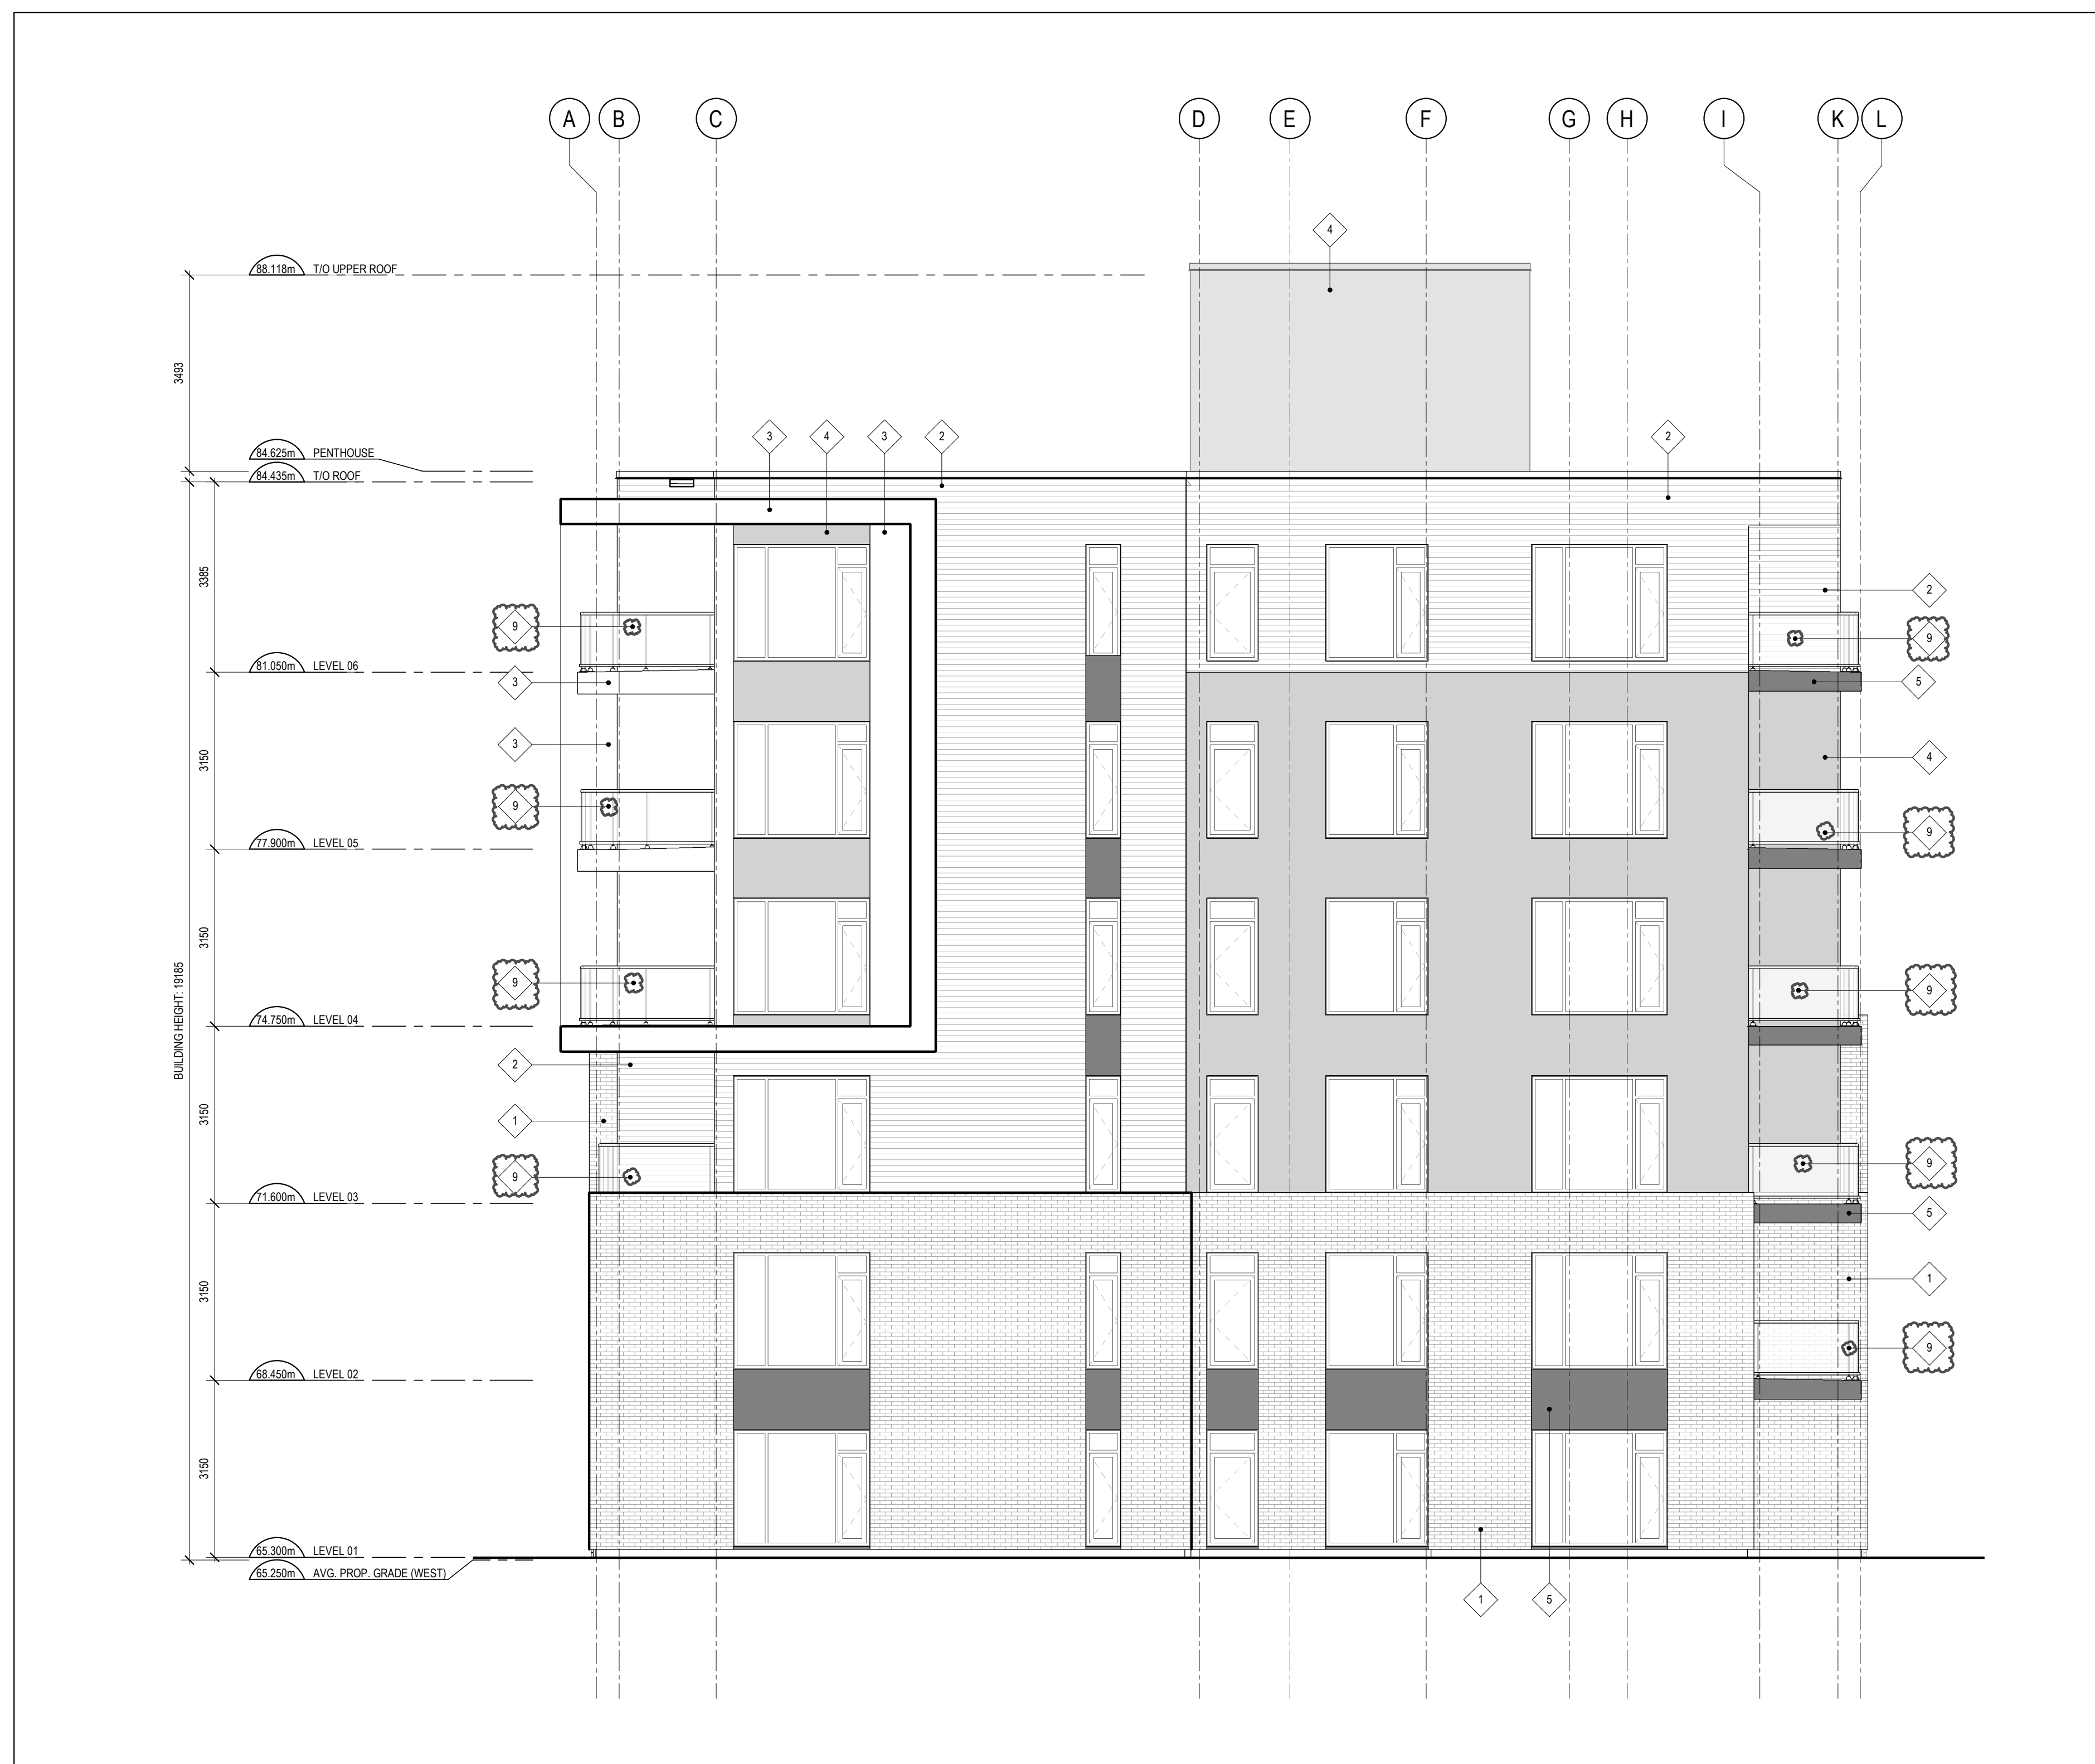 A B C D E F G H I K L
4
88.118m T/O UPPER ROOF
3493
3 4 3 2 2
84.625m PENTHOUSE
84.435m T/O ROOF
3385
2
9 9
81.050m LEVEL 06
3 5
3 4
3150
9 9
77.900m LEVEL 05
3150
9 9
BUILDING HEIGHT: 19185
74.750m LEVEL 04
2
3150
1
9 9
71.600m LEVEL 03
5
3150
1
9
68.450m LEVEL 02
3150
65.300m LEVEL 01
65.250m AVG. PROP. GRADE (WEST)
1 5